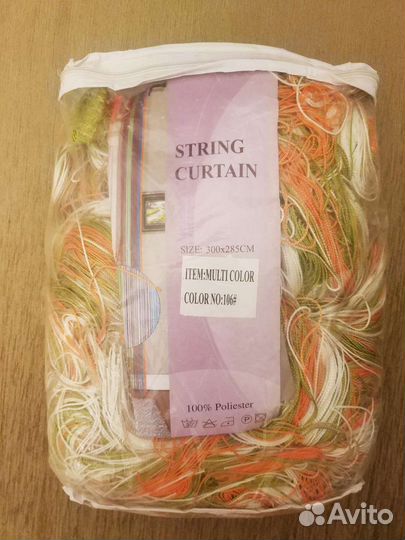 STRING
CURTAIN
SIZE: 300x285CM
ITEM:MULTI COLOR
COLOR NO:106#
100% Poliester
P
Avito